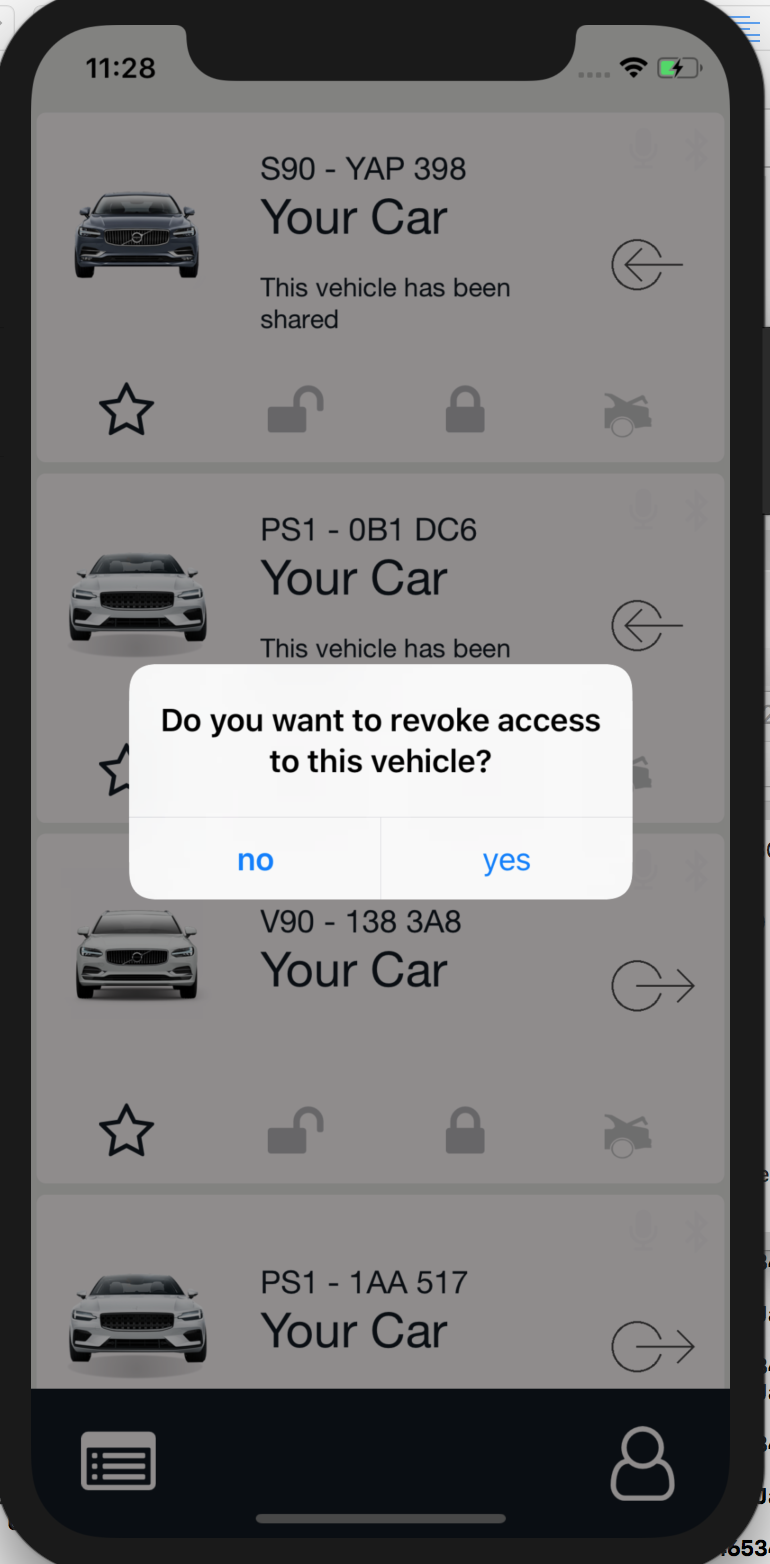 11:28
S90 - YAP 398
Your Car
This vehicle has been
shared
PS1 - 0B1 DC6
Your Car
This vehicle has been
Do you want to revoke access
to this vehicle?
no
yes
V90 - 138 3A8
Your Car
PS1 - 1AA 517
Your Car